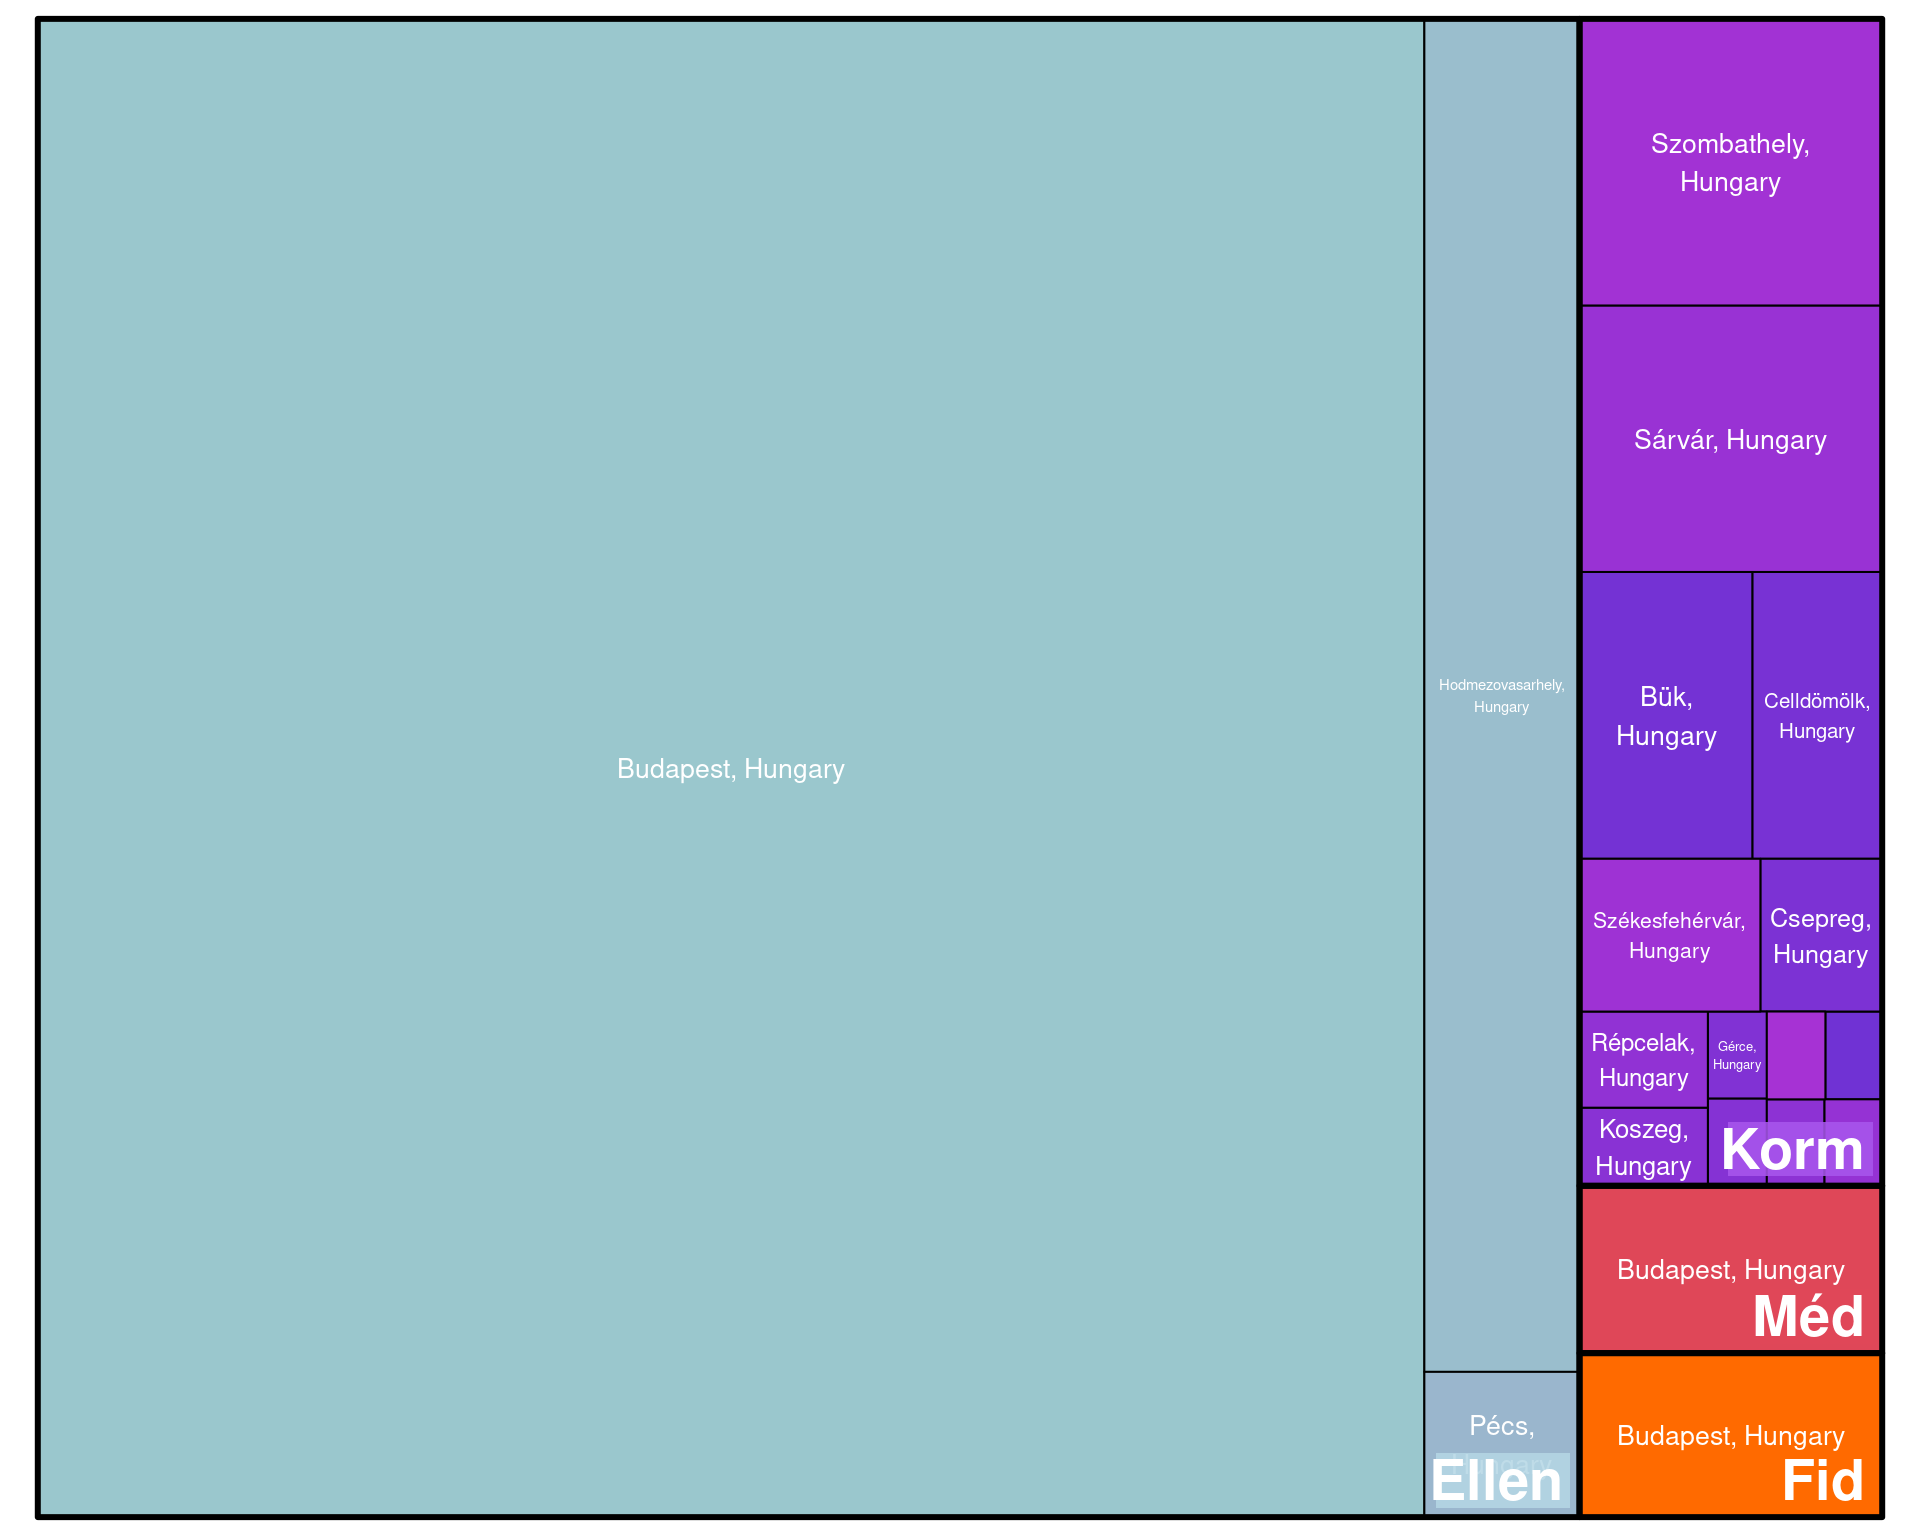 Budapest, Hungary
Hodmezovasarhely,
Hungary
Pécs,
Hungary
Ellen
Szombathely,
Hungary
Sárvár, Hungary
Bük,
Hungary
Celldömölk,
Hungary
Székesfehérvár,
Hungary
Csepreg,
Hungary
Répcelak,
Hungary
Gérce,
Hungary
Koszeg,
Hungary
Korm
Budapest, Hungary
Méd
Budapest, Hungary
Fid